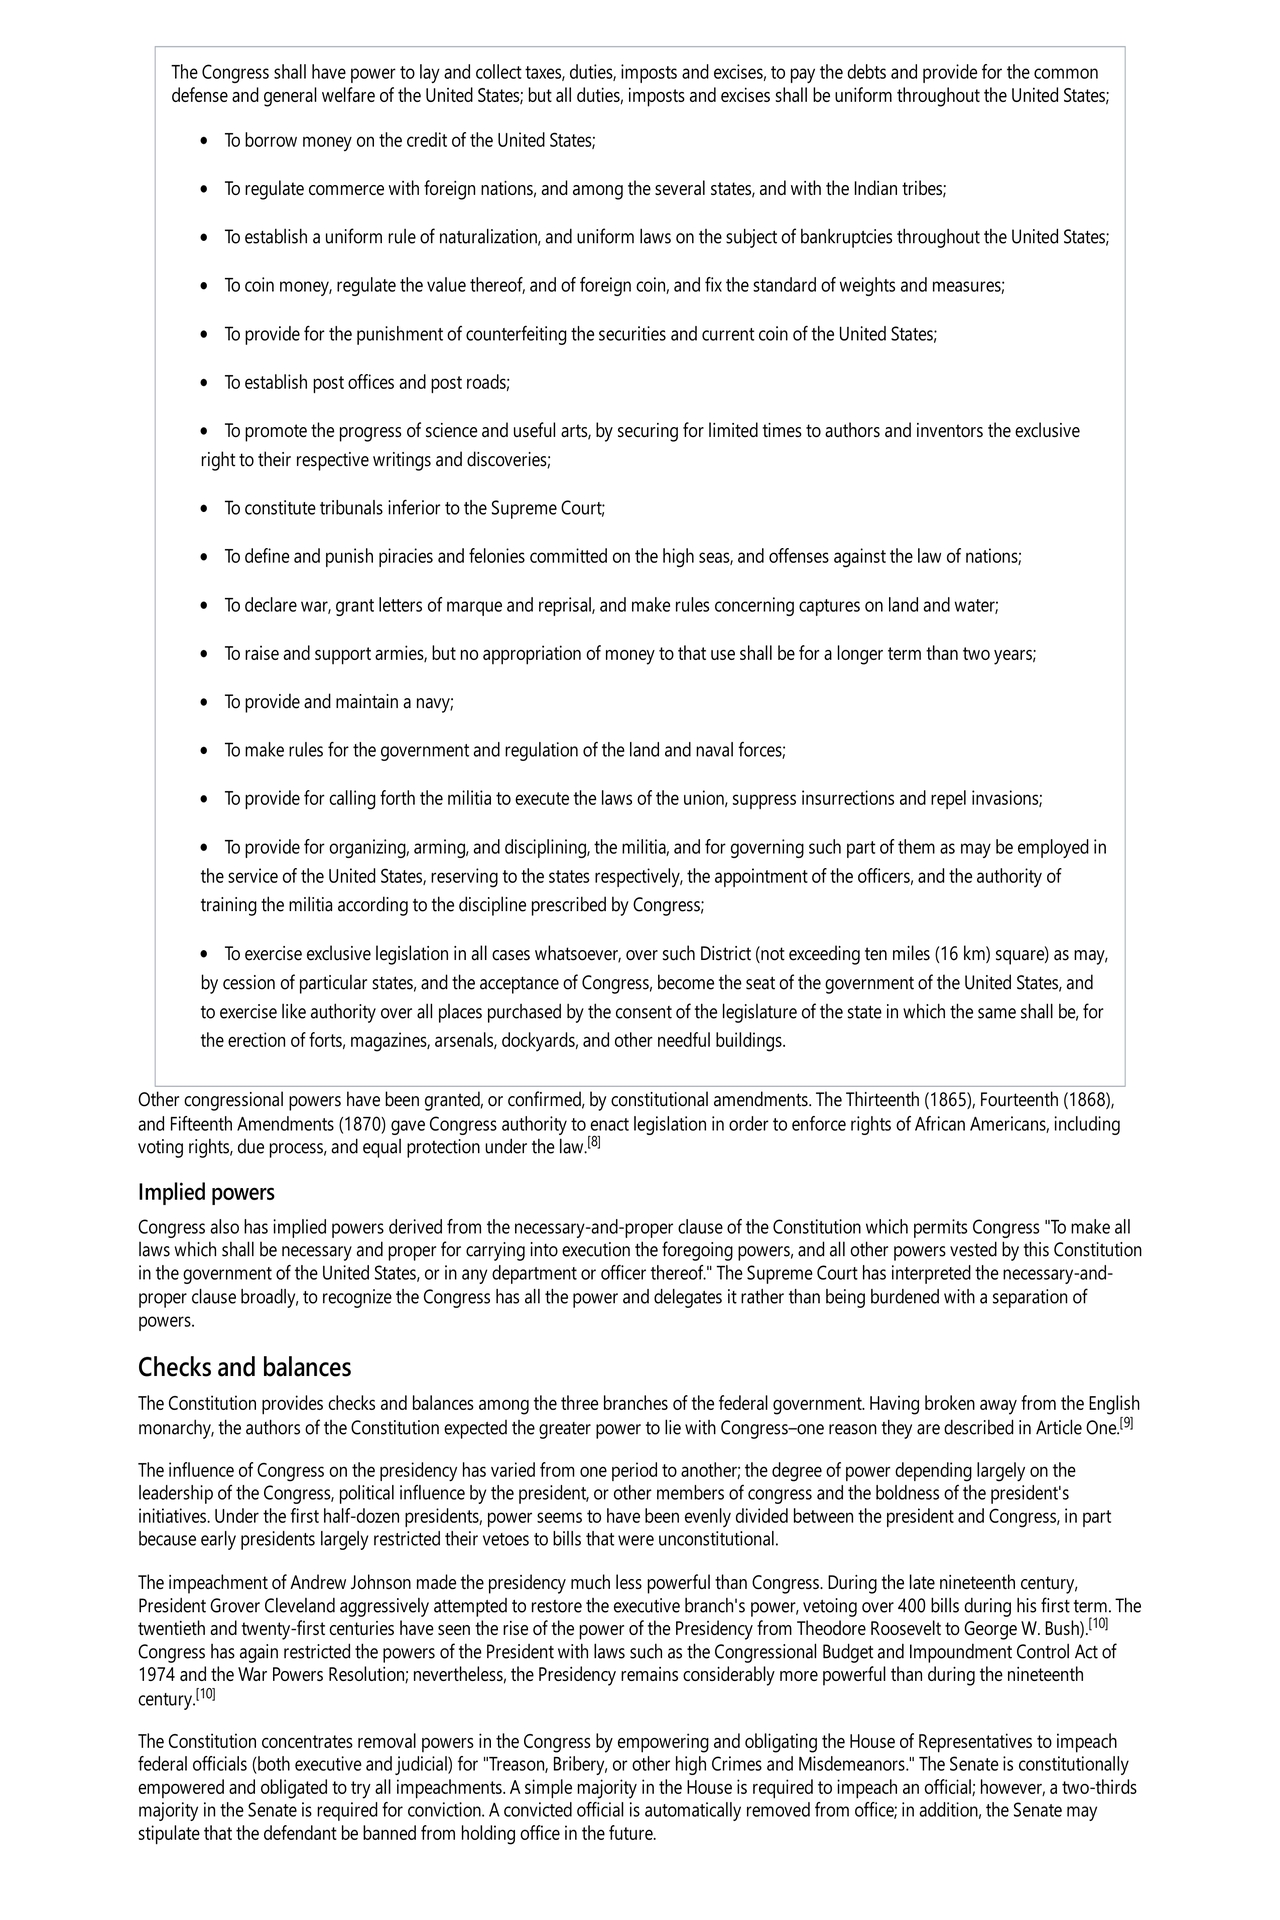 The Congress shall have power to lay and collect taxes, duties, imposts and excises, to pay the debts and provide for the common
defense and general welfare of the United States; but all duties, imposts and excises shall be uniform throughout the United States;
• To borrow money on the credit of the United States;
• To regulate commerce with foreign nations, and among the several states, and with the Indian tribes;
• To establish a uniform rule of naturalization, and uniform laws on the subject of bankruptcies throughout the United States;
• To coin money, regulate the value thereof, and of foreign coin, and fix the standard of weights and measures;
• To provide for the punishment of counterfeiting the securities and current coin of the United States;
• To establish post offices and post roads;
• To promote the progress of science and useful arts, by securing for limited times to authors and inventors the exclusive
right to their respective writings and discoveries;
• To constitute tribunals inferior to the Supreme Court;
• To define and punish piracies and felonies committed on the high seas, and offenses against the law of nations;
• To declare war, grant letters of marque and reprisal, and make rules concerning captures on land and water;
• To raise and support armies, but no appropriation of money to that use shall be for a longer term than two years;
• To provide and maintain a navy;
• To make rules for the government and regulation of the land and naval forces;
• To provide for calling forth the militia to execute the laws of the union, suppress insurrections and repel invasions;
• To provide for organizing, arming, and disciplining, the militia, and for governing such part of them as may be employed in
the service of the United States, reserving to the states respectively, the appointment of the officers, and the authority of
training the militia according to the discipline prescribed by Congress;
• To exercise exclusive legislation in all cases whatsoever, over such District (not exceeding ten miles (16 km) square) as may,
by cession of particular states, and the acceptance of Congress, become the seat of the government of the United States, and
to exercise like authority over all places purchased by the consent of the legislature of the state in which the same shall be, for
the erection of forts, magazines, arsenals, dockyards, and other needful buildings.
Other congressional powers have been granted, or confirmed, by constitutional amendments. The Thirteenth (1865), Fourteenth (1868),
and Fifteenth Amendments (1870) gave Congress authority to enact legislation in order to enforce rights of African Americans, including
voting rights, due process, and equal protection under the law.[8]
Implied powers
Congress also has implied powers derived from the necessary-and-proper clause of the Constitution which permits Congress "To make all
laws which shall be necessary and proper for carrying into execution the foregoing powers, and all other powers vested by this Constitution
in the government of the United States, or in any department or officer thereof." The Supreme Court has interpreted the necessary-and-
proper clause broadly, to recognize the Congress has all the power and delegates it rather than being burdened with a separation of
powers.
Checks and balances
The Constitution provides checks and balances among the three branches of the federal government. Having broken away from the English
monarchy, the authors of the Constitution expected the greater power to lie with Congress–one reason they are described in Article One.[9]
The influence of Congress on the presidency has varied from one period to another; the degree of power depending largely on the
leadership of the Congress, political influence by the president, or other members of congress and the boldness of the president's
initiatives. Under the first half-dozen presidents, power seems to have been evenly divided between the president and Congress, in part
because early presidents largely restricted their vetoes to bills that were unconstitutional.
The impeachment of Andrew Johnson made the presidency much less powerful than Congress. During the late nineteenth century,
President Grover Cleveland aggressively attempted to restore the executive branch's power, vetoing over 400 bills during his first term. The
twentieth and twenty-first centuries have seen the rise of the power of the Presidency from Theodore Roosevelt to George W. Bush).[10]
Congress has again restricted the powers of the President with laws such as the Congressional Budget and Impoundment Control Act of
1974 and the War Powers Resolution; nevertheless, the Presidency remains considerably more powerful than during the nineteenth
century.[10]
The Constitution concentrates removal powers in the Congress by empowering and obligating the House of Representatives to impeach
federal officials (both executive and judicial) for "Treason, Bribery, or other high Crimes and Misdemeanors." The Senate is constitutionally
empowered and obligated to try all impeachments. A simple majority in the House is required to impeach an official; however, a two-thirds
majority in the Senate is required for conviction. A convicted official is automatically removed from office; in addition, the Senate may
stipulate that the defendant be banned from holding office in the future.